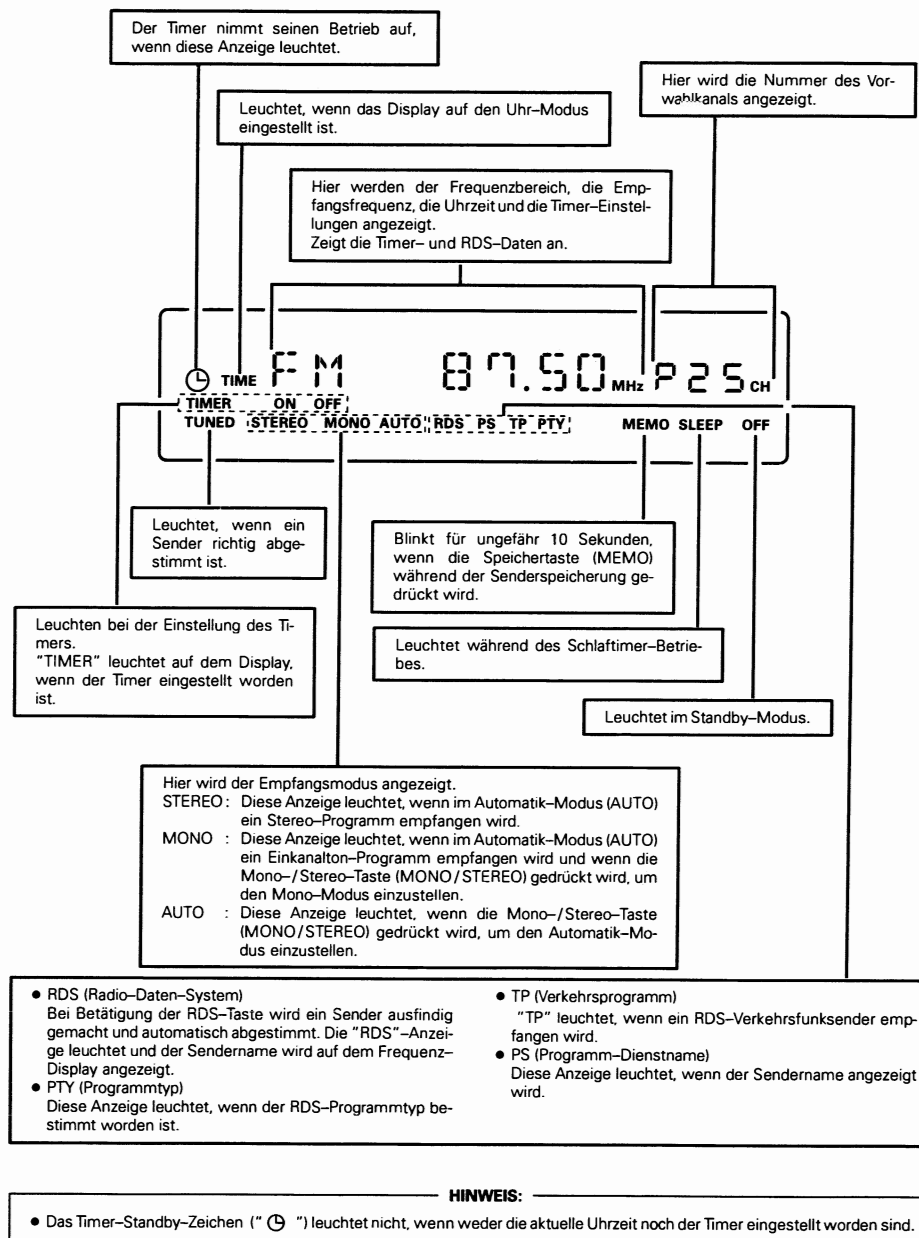 Der Timer nimmt seinen Betrieb auf,
wenn diese Anzeige leuchtet.
Hier wird die Nummer des Vor-
wahlkanals angezeigt.
Leuchtet, wenn das Display auf den Uhr–Modus
eingestellt ist.
Hier werden der Frequenzbereich, die Emp-
fangsfrequenz, die Uhrzeit und die Timer–Einstel-
lungen angezeigt.
Zeigt die Timer– und RDS–Daten an.
TIME FM 87.50 MHz P25 CH
TIMER ON OFF
TUNED STEREO MONO AUTO RDS PS TP PTY MEMO SLEEP OFF
Leuchtet, wenn ein
Sender richtig abge-
stimmt ist.
Blinkt für ungefähr 10 Sekunden,
wenn die Speichertaste (MEMO)
während der Senderspeicherung ge-
drückt wird.
Leuchten bei der Einstellung des Ti-
mers.
"TIMER" leuchtet auf dem Display,
wenn der Timer eingestellt worden
ist.
Leuchtet während des Schlaftimer–Betrie-
bes.
Leuchtet im Standby–Modus.
Hier wird der Empfangsmodus angezeigt.
STEREO : Diese Anzeige leuchtet, wenn im Automatik–Modus (AUTO)
ein Stereo–Programm empfangen wird.
MONO : Diese Anzeige leuchtet, wenn im Automatik–Modus (AUTO)
ein Einkanalton–Programm empfangen wird und wenn die
Mono–/Stereo–Taste (MONO/STEREO) gedrückt wird, um
den Mono–Modus einzustellen.
AUTO : Diese Anzeige leuchtet, wenn die Mono–/Stereo–Taste
(MONO/STEREO) gedrückt wird, um den Automatik–Mo-
dus einzustellen.
● RDS (Radio–Daten–System)
Bei Betätigung der RDS–Taste wird ein Sender ausfindig
gemacht und automatisch abgestimmt. Die "RDS"–Anzei-
ge leuchtet und der Sendername wird auf dem Frequenz–
Display angezeigt.
● PTY (Programmtyp)
Diese Anzeige leuchtet, wenn der RDS–Programmtyp be-
stimmt worden ist.
● TP (Verkehrsprogramm)
"TP" leuchtet, wenn ein RDS–Verkehrsfunksender emp-
fangen wird.
● PS (Programm–Dienstname)
Diese Anzeige leuchtet, wenn der Sendername angezeigt
wird.
HINWEIS:
● Das Timer–Standby–Zeichen (" ") leuchtet nicht, wenn weder die aktuelle Uhrzeit noch der Timer eingestellt worden sind.